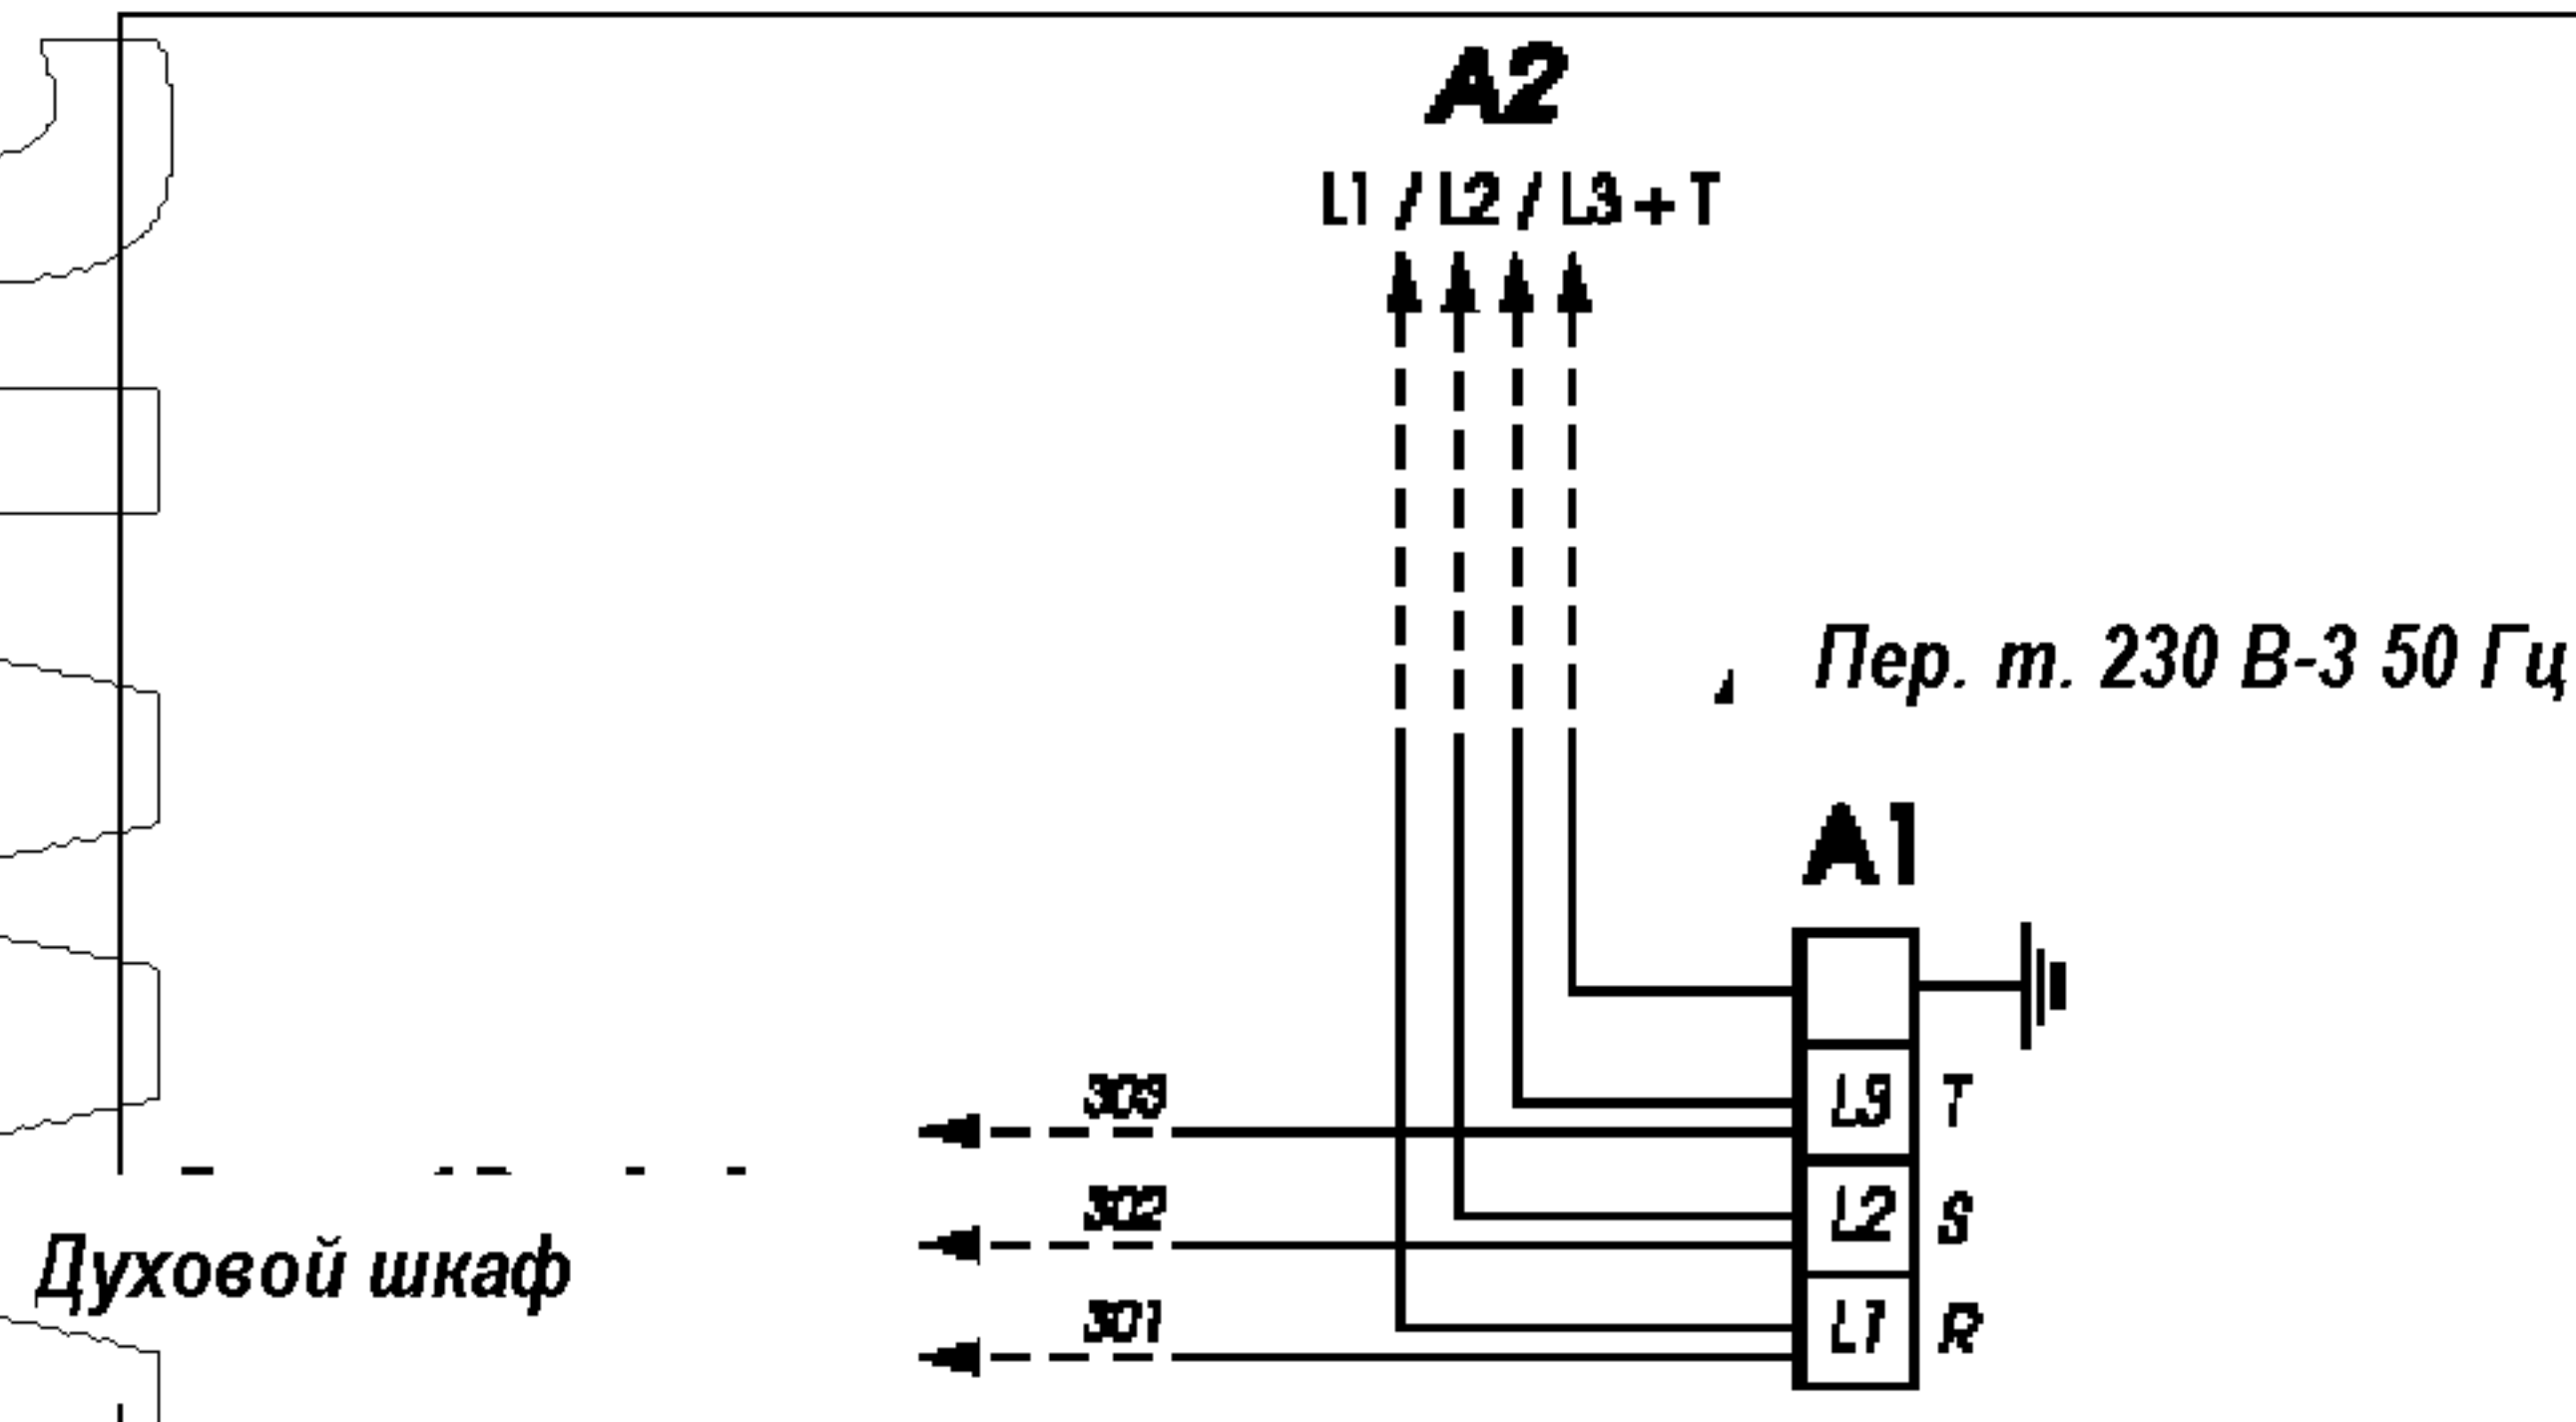 A2
L1 / L2 / L3 + T
Пер. т. 230 В-3 50 Гц
A1
303
L3 T
302
L2 S
Духовой шкаф
301
L1 R